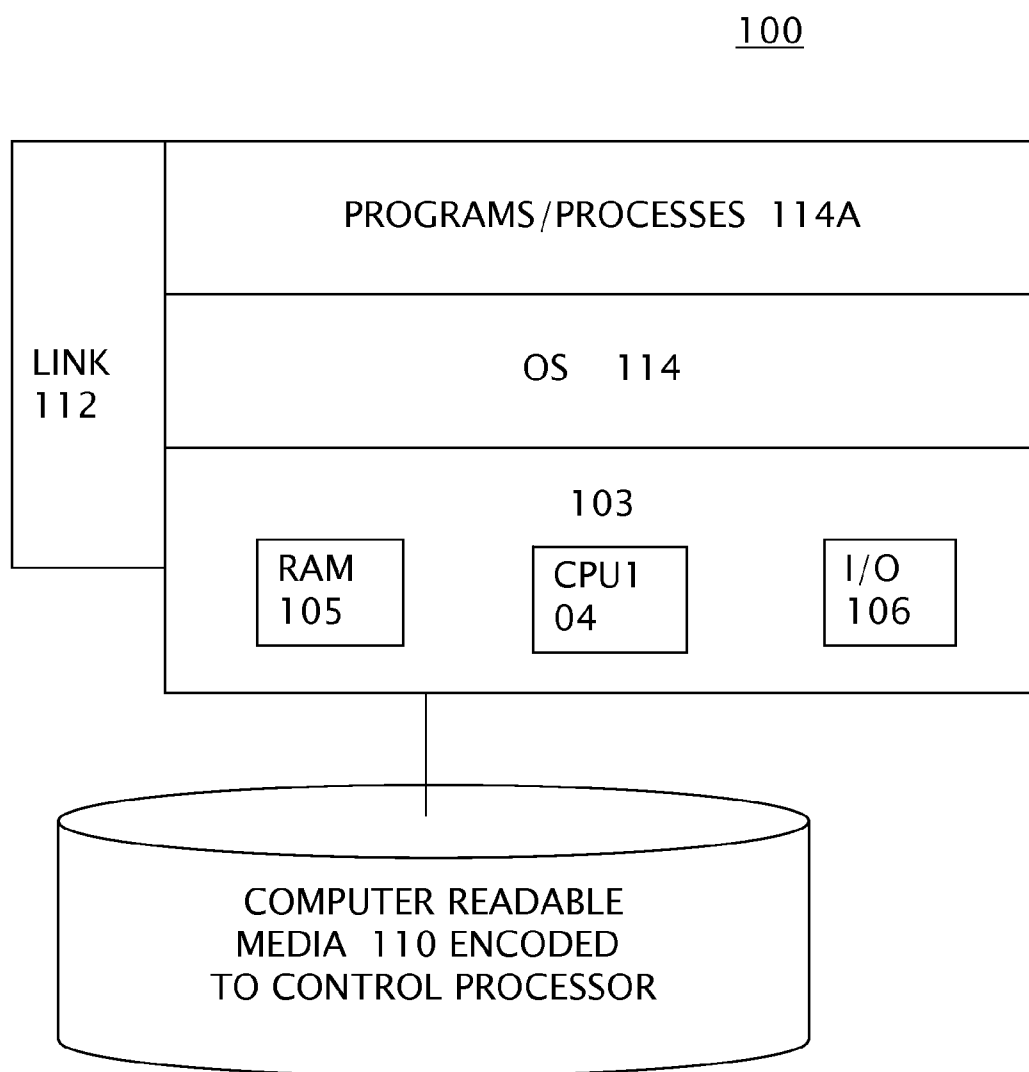 100
PROGRAMS/PROCESSES 114A
LINK
112
OS 114
103
RAM
105
CPU1
04
I/O
106
COMPUTER READABLE
MEDIA 110 ENCODED
TO CONTROL PROCESSOR